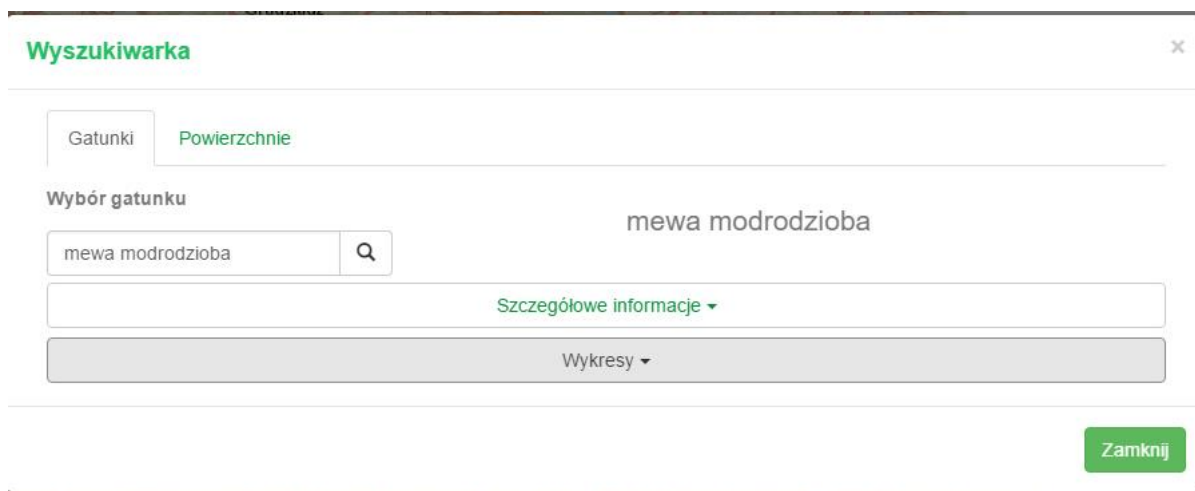 Wyszukiwarka
×
Gatunki Powierzchnie
Wybór gatunku
mewa modrodzioba
mewa modrodzioba
Szczegółowe informacje
Wykresy
Zamknij